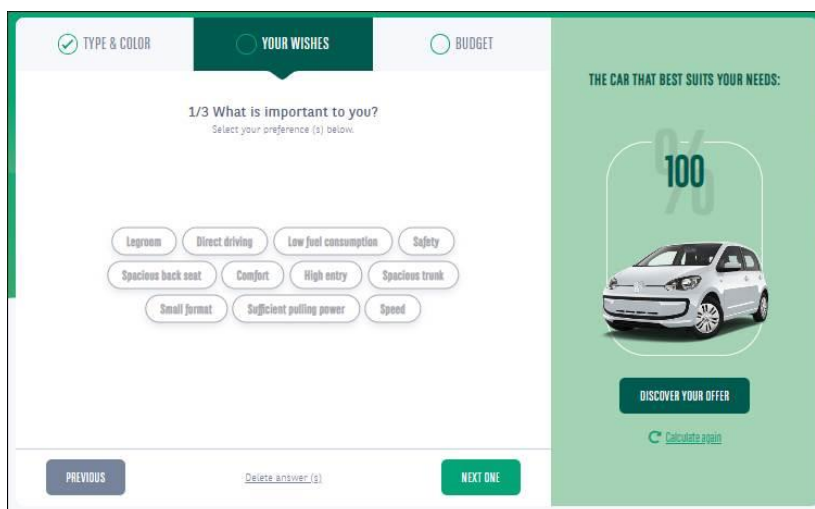 TYPE & COLOR
YOUR WISHES
BUDGET
1/3 What is important to you?
Select your preference (s) below.
Legroom
Direct driving
Low fuel consumption
Safety
Spacious back seat
Comfort
High entry
Spacious trunk
Small format
Sufficient pulling power
Speed
PREVIOUS
Delete answer (s)
NEXT ONE
THE CAR THAT BEST SUITS YOUR NEEDS:
%
100
DISCOVER YOUR OFFER
Calculate again